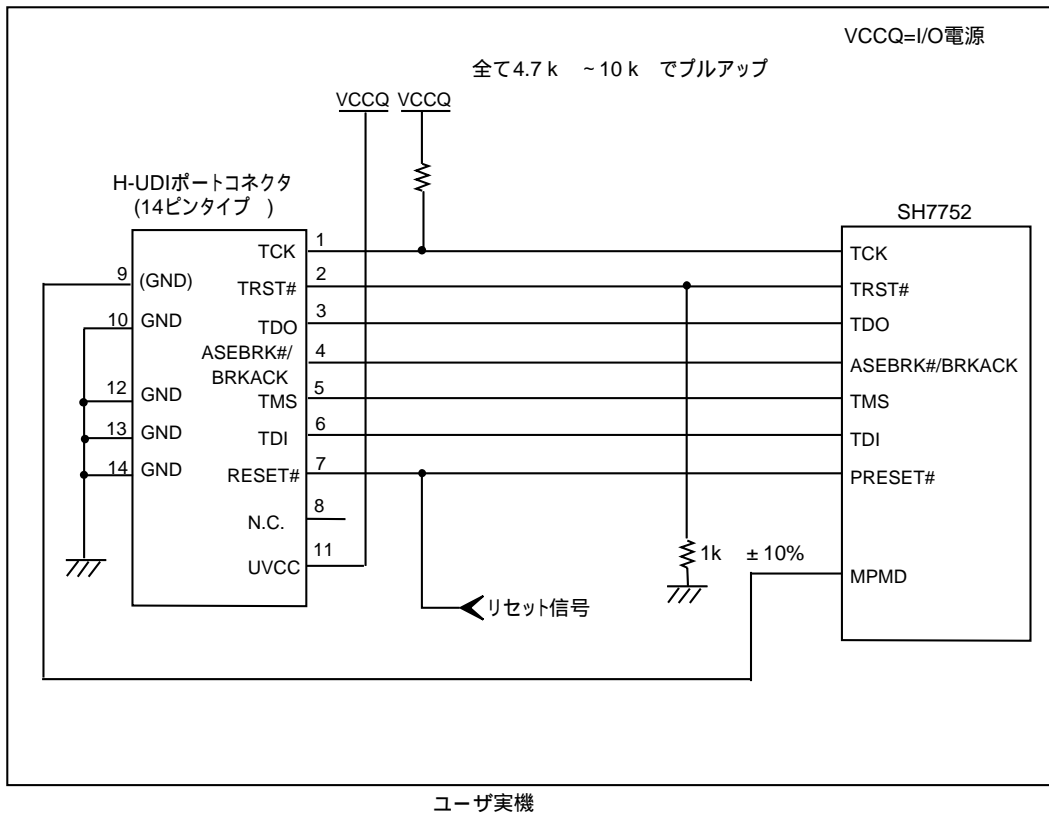 VCCQ=I/O電源
全て4.7 k ~10 k でプルアップ
VCCQ VCCQ
H-UDIポートコネクタ
(14ピンタイプ )
SH7752
TCK 1 TCK
9 (GND) TRST# 2 TRST#
10 GND TDO 3 TDO
ASEBRK#/
BRKACK 4 ASEBRK#/BRKACK
12 GND TMS 5 TMS
13 GND TDI 6 TDI
14 GND RESET# 7 PRESET#
N.C. 8
UVCC 11
1k ± 10%
MPMD
リセット信号
ユーザ実機